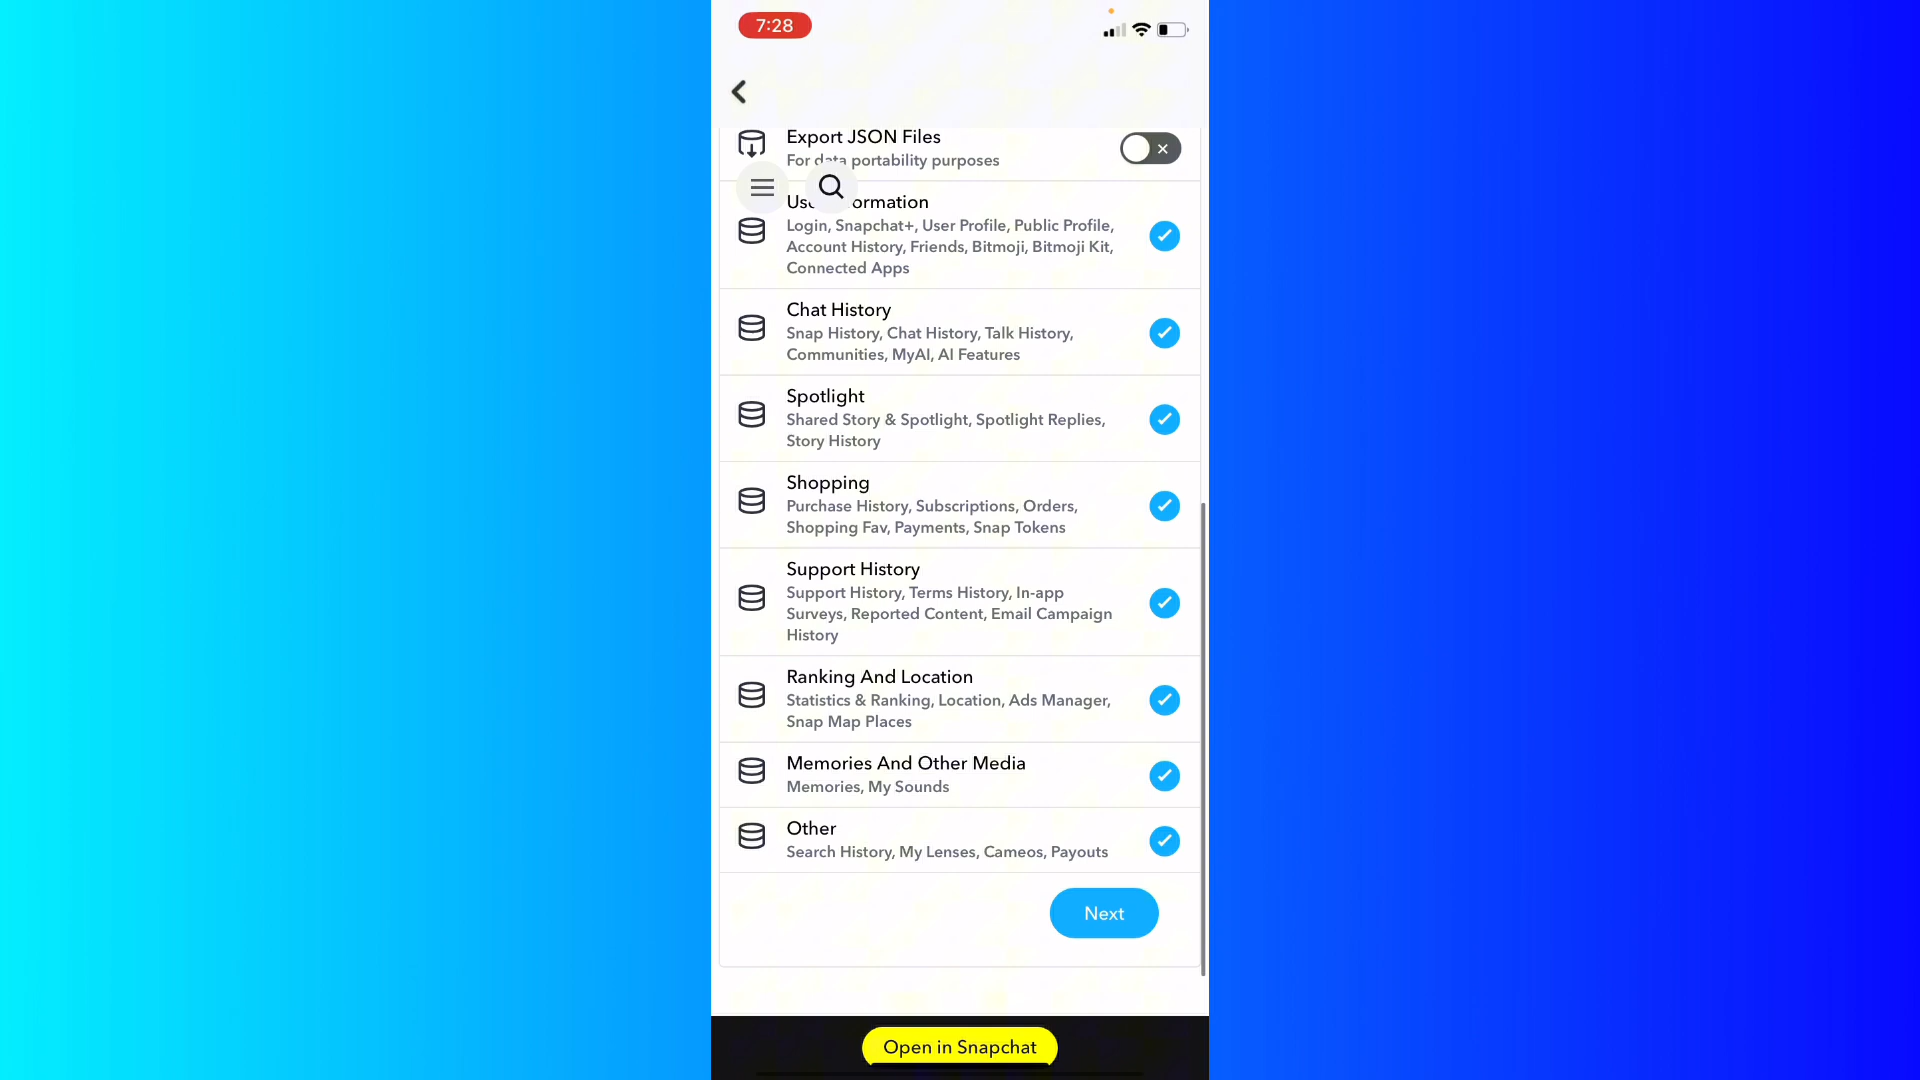 7:28
Export JSON Files
For data portability purposes
Login, Snapchat+, User Profile, Public Profile,
Account History, Friends, Bitmoji, Bitmoji Kit,
Connected Apps
Chat History
Snap History, Chat History, Talk History,
Communities, MyAI, AI Features
Spotlight
Shared Story & Spotlight, Spotlight Replies,
Story History
Shopping
Purchase History, Subscriptions, Orders,
Shopping Fav, Payments, Snap Tokens
Support History
Support History, Terms History, In-app
Surveys, Reported Content, Email Campaign
History
Ranking And Location
Statistics & Ranking, Location, Ads Manager,
Snap Map Places
Memories And Other Media
Memories, My Sounds
Other
Search History, My Lenses, Cameos, Payouts
Next
Open in Snapchat